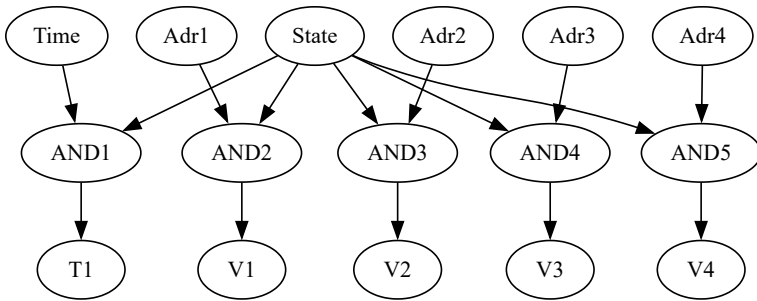 Time Adr1 State Adr2 Adr3 Adr4
AND1 AND2 AND3 AND4 AND5
T1 V1 V2 V3 V4